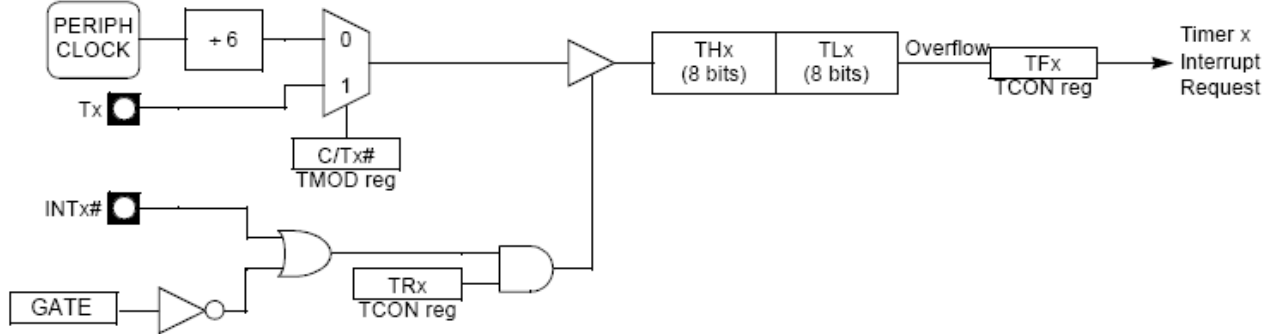 PERIPH
CLOCK
÷ 6
0
1
Tx
C/Tx#
TMOD reg
THx
(8 bits)
TLx
(8 bits)
Overflow
TFx
TCON reg
Timer x
Interrupt
Request
INTx#
GATE
TRx
TCON reg